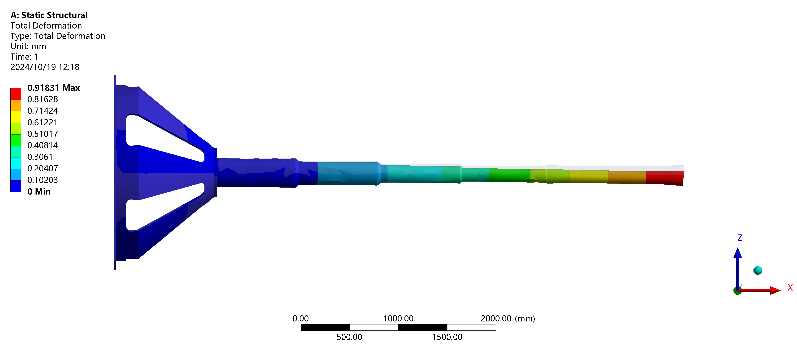 A: Static Structural
Total Deformation
Type: Total Deformation
Unit: mm
Time: 1
2024/10/19 12:18
0.91831 Max
0.81628
0.71424
0.61221
0.51017
0.40814
0.3061
0.20407
0.10203
0 Min
Z
X
0.00 1000.00 2000.00 (mm)
500.00 1500.00